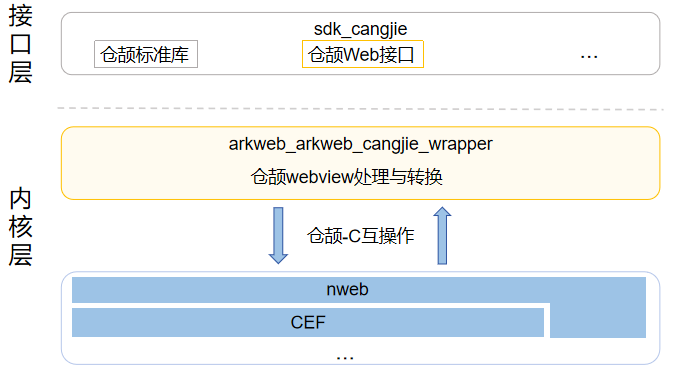 接口层
sdk_cangjie
仓颉标准库
仓颉Web接口
...
内核层
arkweb_arkweb_cangjie_wrapper
仓颉webview处理与转换
仓颉-C互操作
nweb
CEF
...